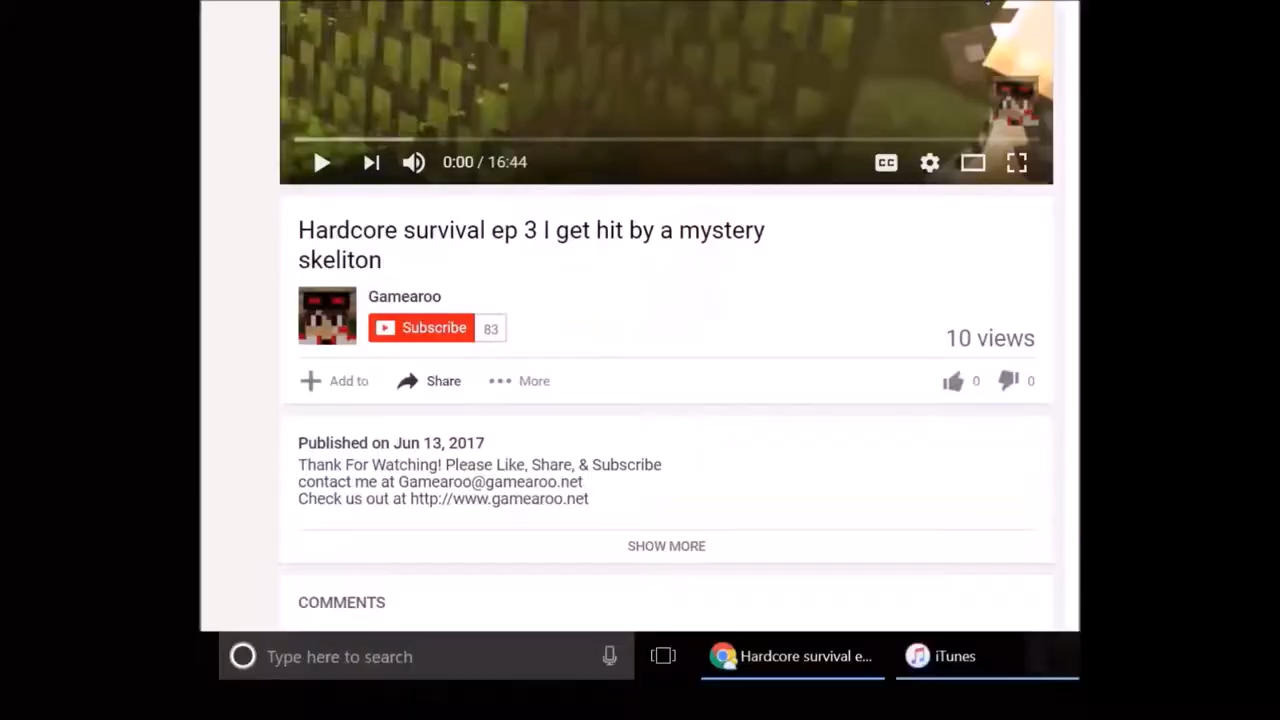 0:00 / 16:44
CC
Hardcore survival ep 3 I get hit by a mystery
skeliton
Gamearoo
Subscribe 83
10 views
Add to Share More 0 0
Published on Jun 13, 2017
Thank For Watching! Please Like, Share, & Subscribe
contact me at Gamearoo@gamearoo.net
Check us out at http://www.gamearoo.net
SHOW MORE
COMMENTS
Type here to search Hardcore survival e... iTunes